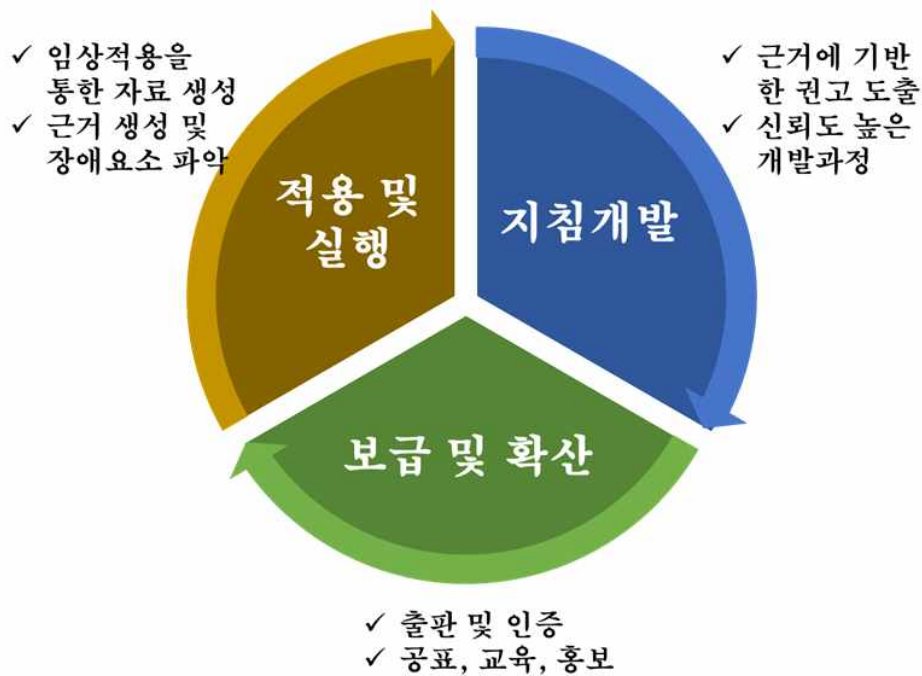 ✓ 임상적용을
통한 자료 생성
✓ 근거 생성 및
장애요소 파악
적용 및
실행
✓ 근거에 기반
한 권고 도출
✓ 신뢰도 높은
개발과정
지침개발
보급 및 확산
✓ 출판 및 인증
✓ 공표, 교육, 홍보